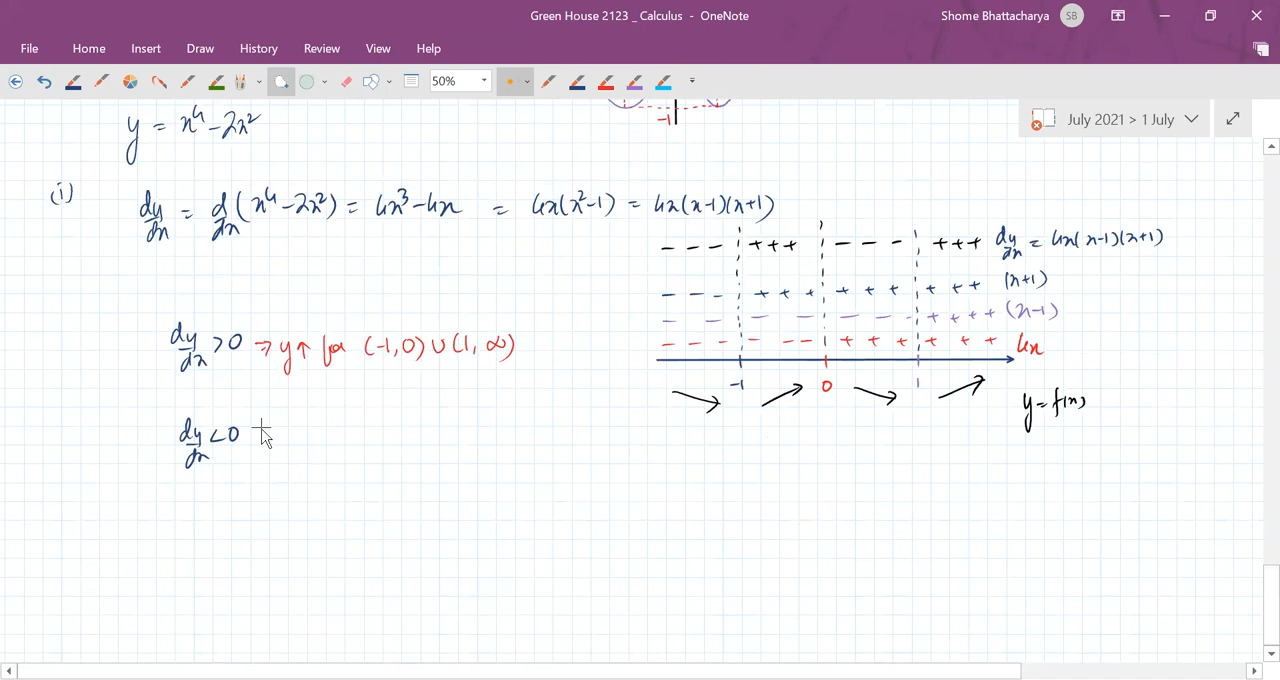 Green House 2123 _ Calculus - OneNote
Shome Bhattacharya
SB
File Home Insert Draw History Review View Help
50%
July 2021 > 1 July
-1
y = x⁴ - 2x²
(i)
dy/dx = d/dx (x⁴ - 2x²) = 4x³ - 4x = 4x(x² - 1) = 4x(x-1)(x+1)
- - - + + + - - - + + + dy/dx = 4x(x-1)(x+1)
- - - + + + + + + + + + (x+1)
- - - - - - - - + + + + (x-1)
- - - - - - + + + + + + 4x
-1 0 1
y = f(x)
dy/dx > 0 → y↑ for (-1, 0) ∪ (1, ∞)
dy/dx < 0